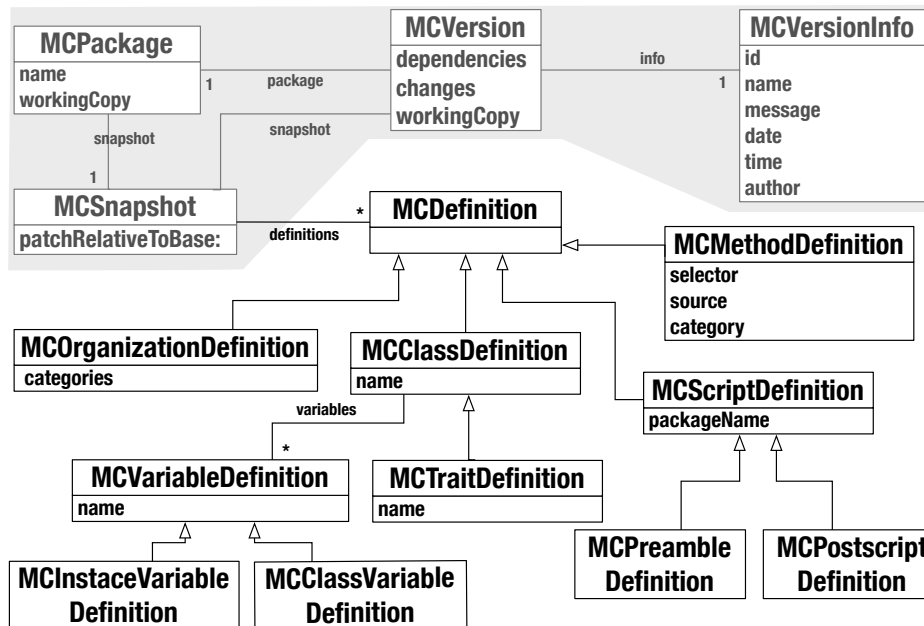 MCPackage
name
workingCopy
MCVersion
dependencies
changes
workingCopy
MCVersionInfo
id
name
message
date
time
author
1
package
info
1
snapshot
snapshot
1
MCSnapshot
patchRelativeToBase:
*
definitions
MCDefinition
MCMethodDefinition
selector
source
category
MCOrganizationDefinition
categories
MCClassDefinition
name
MCScriptDefinition
packageName
variables
*
MCVariableDefinition
name
MCTraitDefinition
name
MCInstaceVariable
Definition
MCClassVariable
Definition
MCPreamble
Definition
MCPostscript
Definition